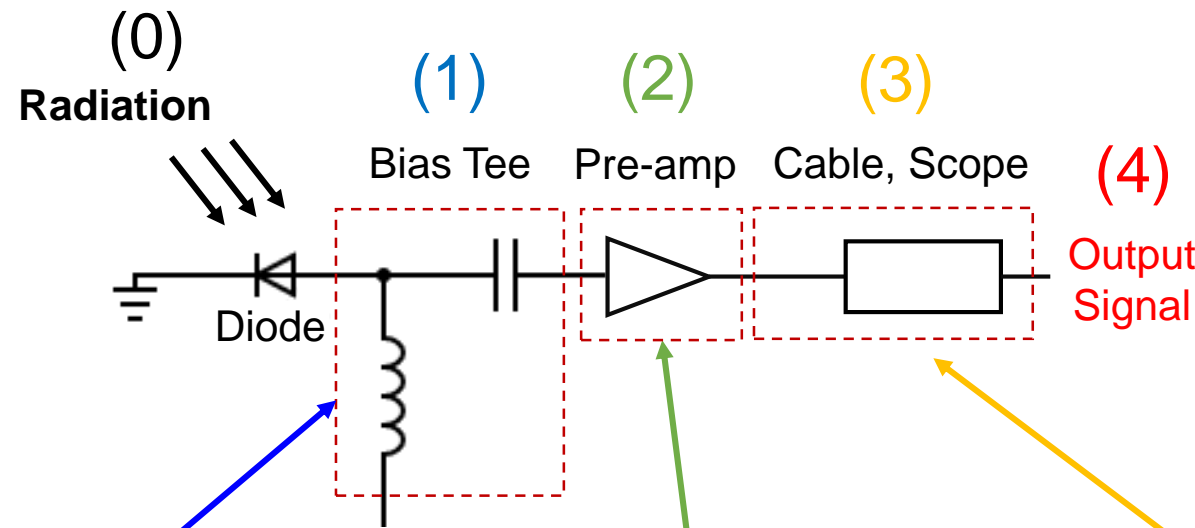 (0)
Radiation
(1)
Bias Tee
(2)
Pre-amp
(3)
Cable, Scope
(4)
Output
Signal
Diode